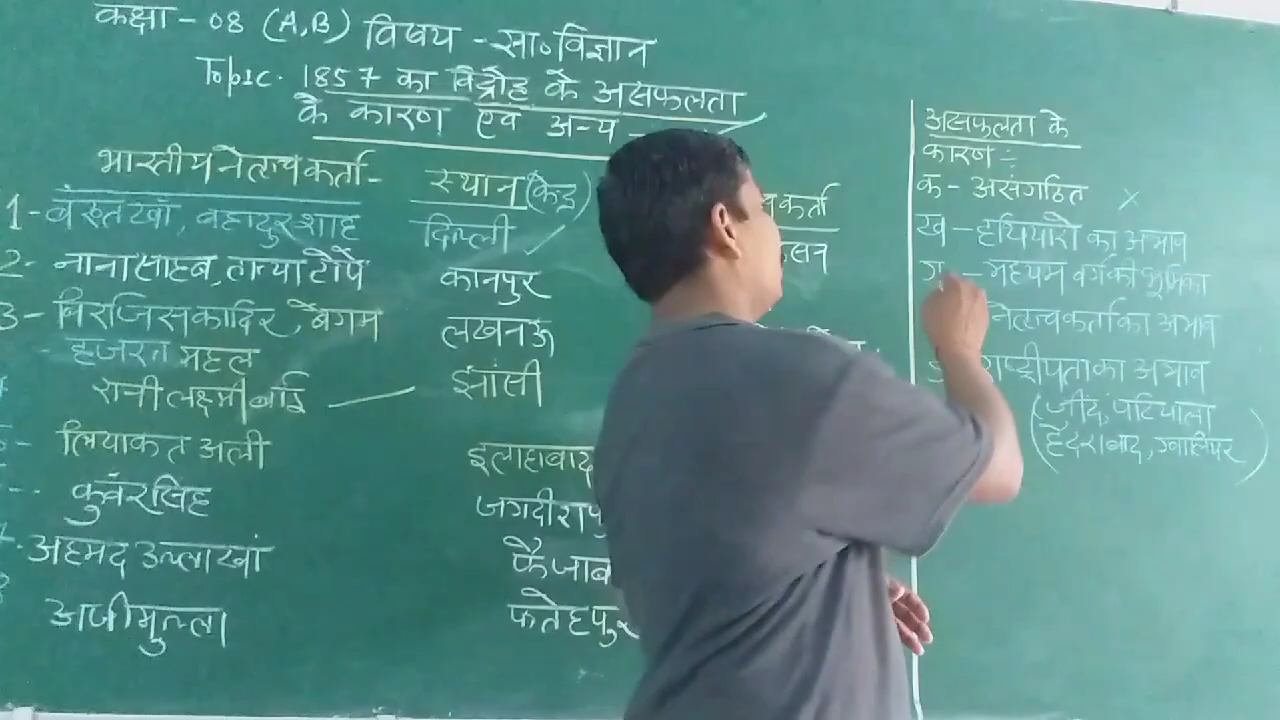 कक्षा - 08 (A,B) विषय - सा० विज्ञान
Topic. 1857 का विद्रोह के असफलता
के कारण एवं अन्य -
भारतीय नेतृत्वकर्ता-
स्थान (केन्द्र)
1- बख्तखाँ, बहादुरशाह
दिल्ली
2- नाना साहब, तात्या टोपे
कानपुर
3- बिरजिस कादिर, बेगम
हजरत महल
लखनऊ
रानी लक्ष्मीबाई
झांसी
लियाकत अली
इलाहाबाद
कुवंरसिंह
अहमद उल्लाखां
अजीमुल्ला
फतेहपुर
असफलता के
कारण :-
क - असंगठित ×
ख - हथियारो का अभाव
ग - मध्यम वर्ग की भूमिका
नेतृत्वकर्ता का अभाव
राष्ट्रीयता का अभाव
(जींद, पटियाला
हैदराबाद, ग्वालियर)